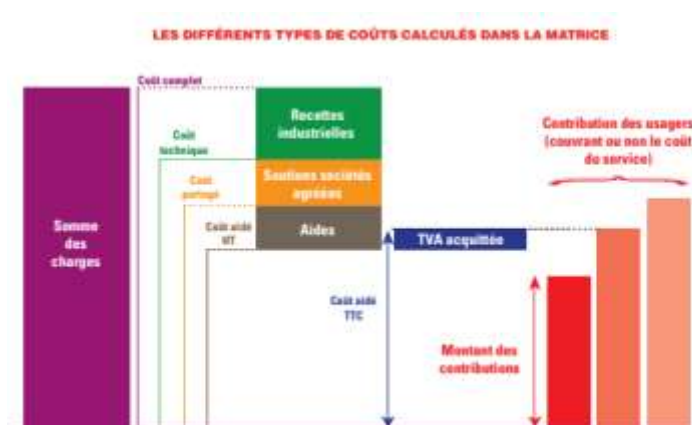 LES DIFFÉRENTS TYPES DE COÛTS CALCULÉS DANS LA MATRICE
Coût complet
Recettes
industrielles
Contribution des usagers
(couvrant ou non le coût
du service)
Coût
technique
Soutiens sociétés
agréées
Coût
partagé
Somme
des
charges
Coût aidé
HT
Aides
TVA acquittée
Coût aidé
TTC
Montant des
contributions